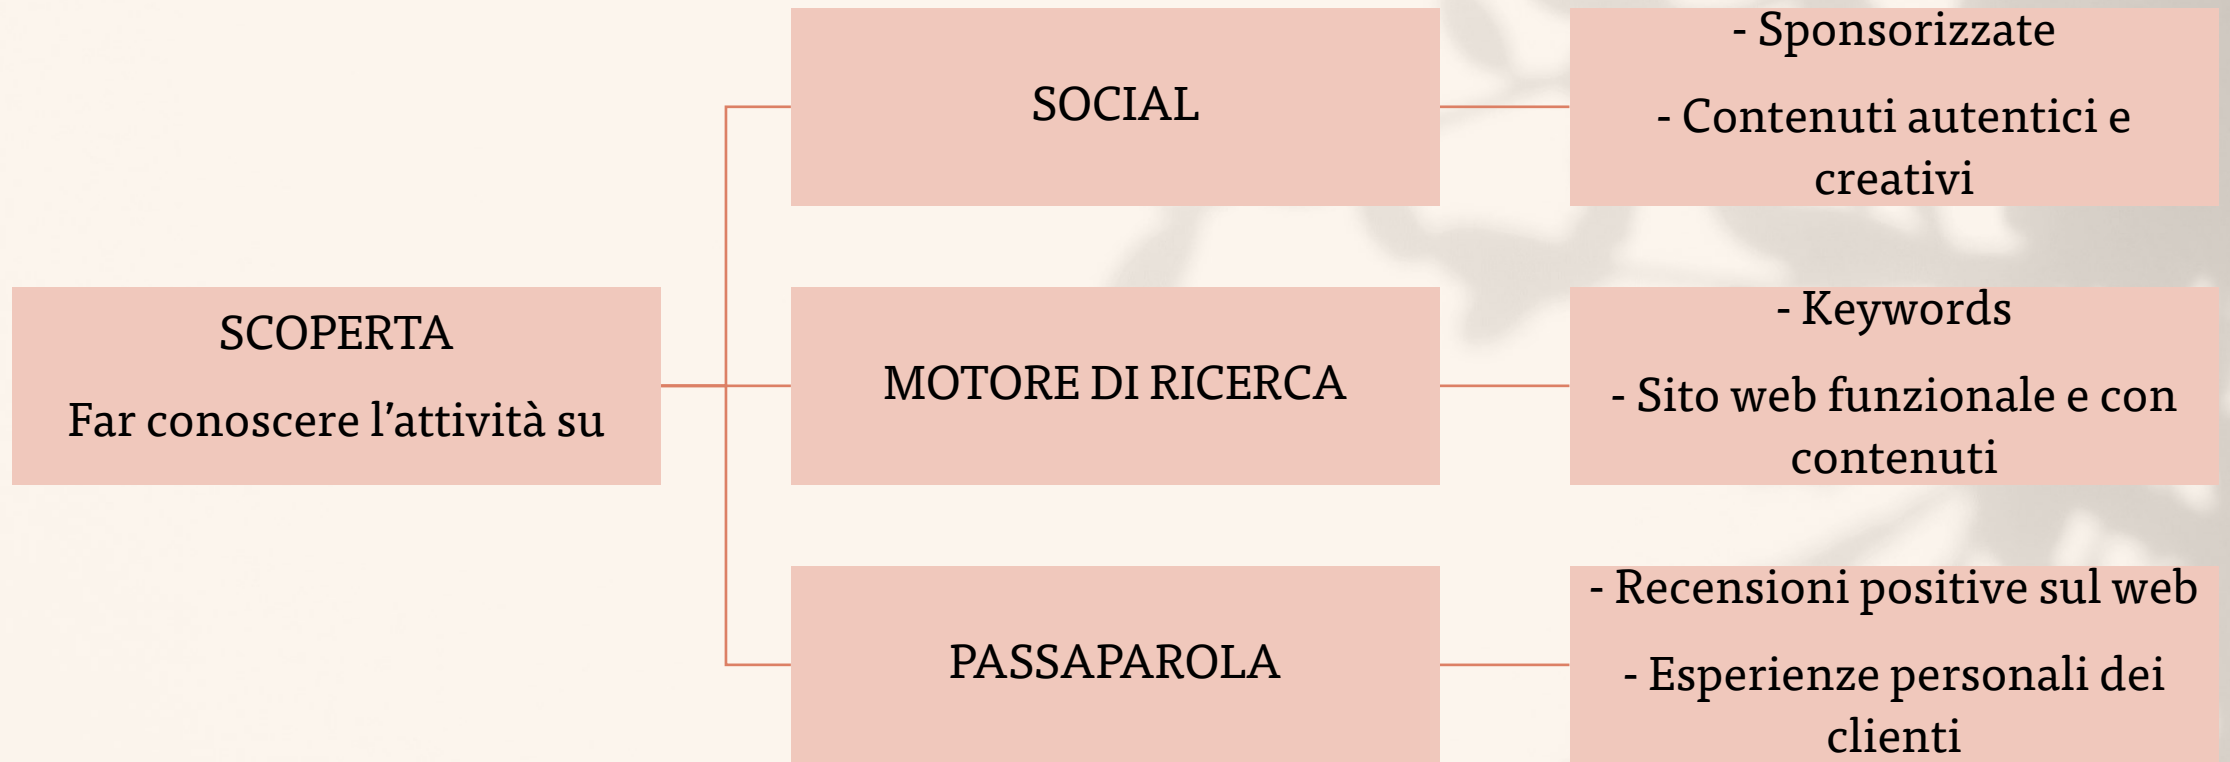 SCOPERTA
Far conoscere l’attività su
SOCIAL
- Sponsorizzate
- Contenuti autentici e
creativi
MOTORE DI RICERCA
- Keywords
- Sito web funzionale e con
contenuti
PASSAPAROLA
- Recensioni positive sul web
- Esperienze personali dei
clienti